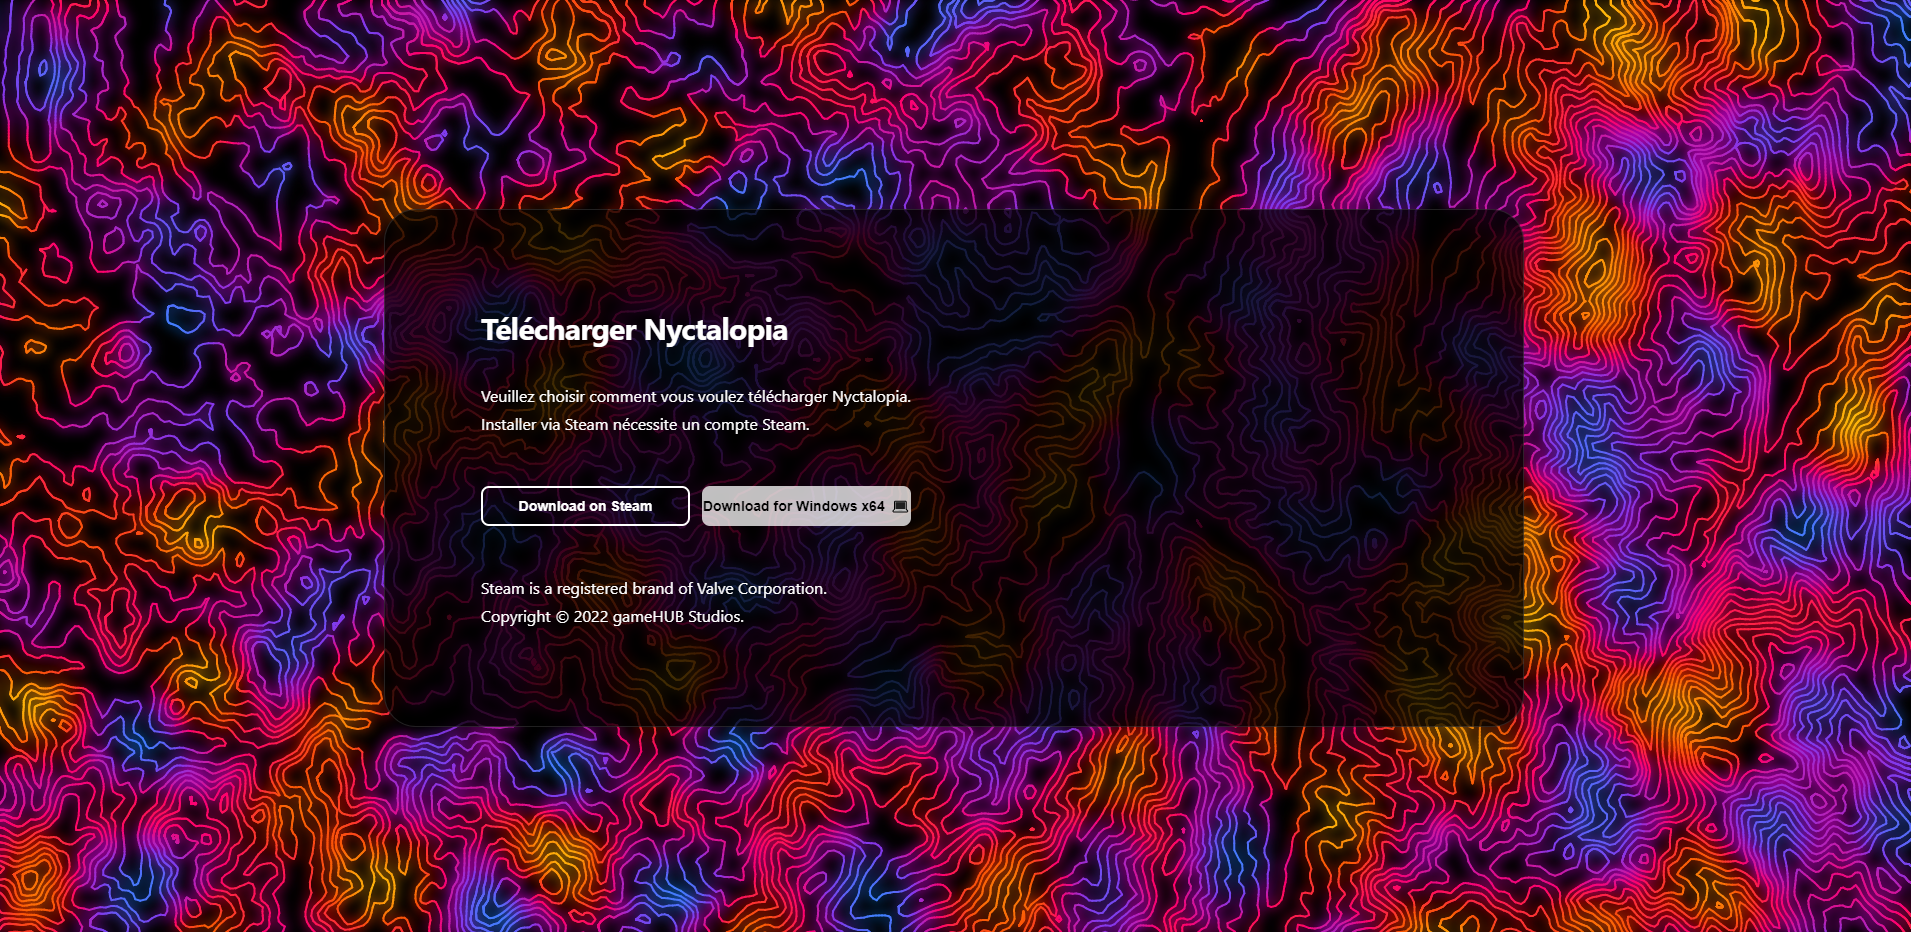 Télécharger Nyctalopia
Veuillez choisir comment vous voulez télécharger Nyctalopia.
Installer via Steam nécessite un compte Steam.
Download on Steam
Download for Windows x64
Steam is a registered brand of Valve Corporation.
Copyright © 2022 gameHUB Studios.